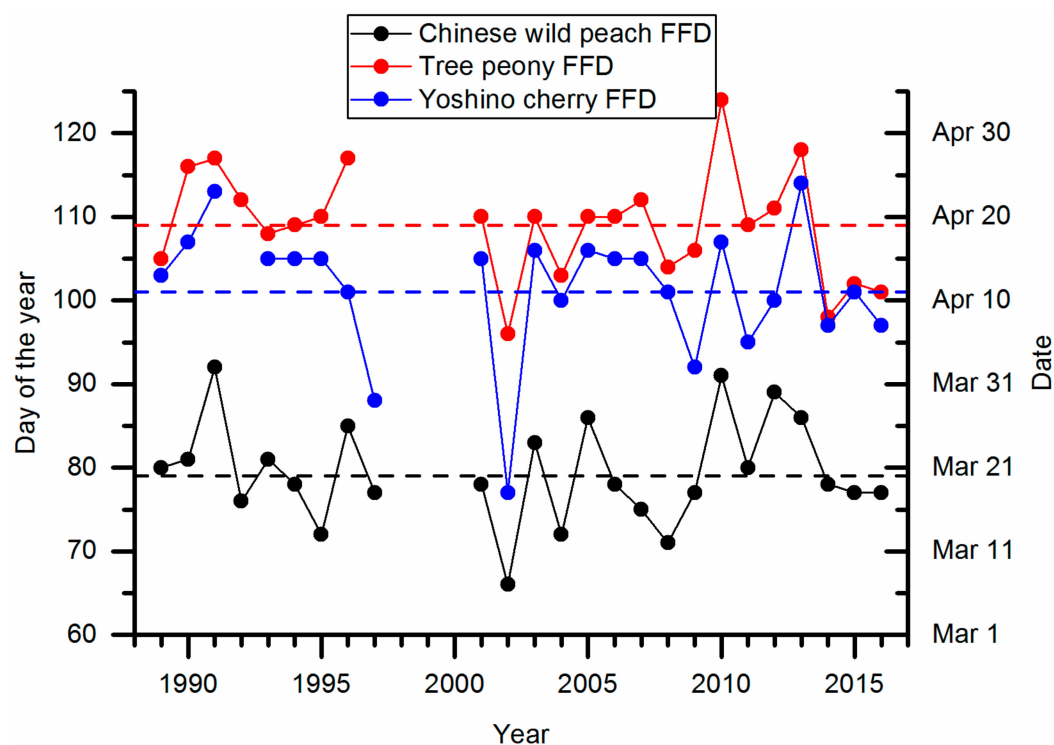 Chinese wild peach FFD
Tree peony FFD
Yoshino cherry FFD
120
110
100
90
80
70
60
Day of the year
Apr 30
Apr 20
Apr 10
Mar 31
Mar 21
Mar 11
Mar 1
Date
1990
1995
2000
2005
2010
2015
Year